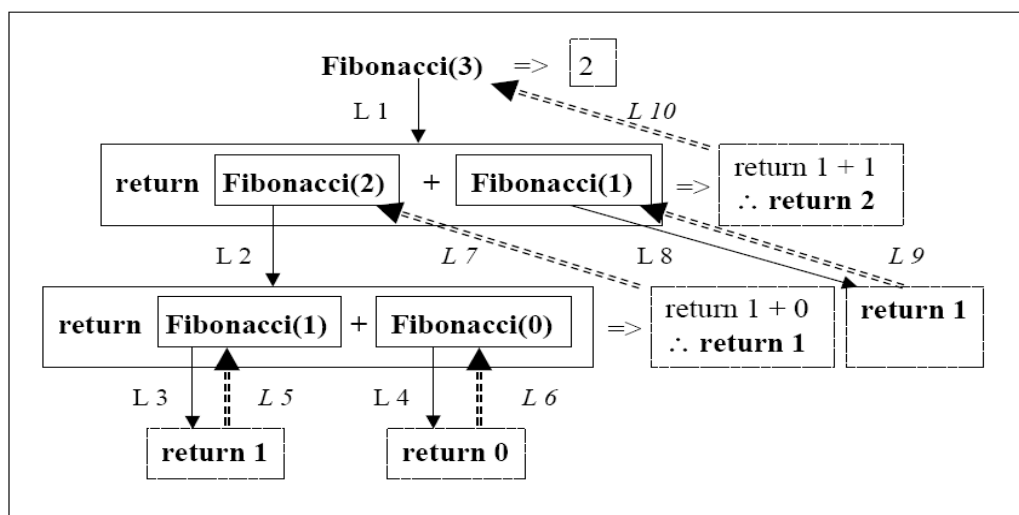 Fibonacci(3) => 2
L 1
L 10
return Fibonacci(2) + Fibonacci(1) =>
return 1 + 1
∴ return 2
L 2
L 7
L 8
L 9
return Fibonacci(1) + Fibonacci(0) =>
return 1 + 0
∴ return 1
return 1
L 3
L 5
L 4
L 6
return 1
return 0